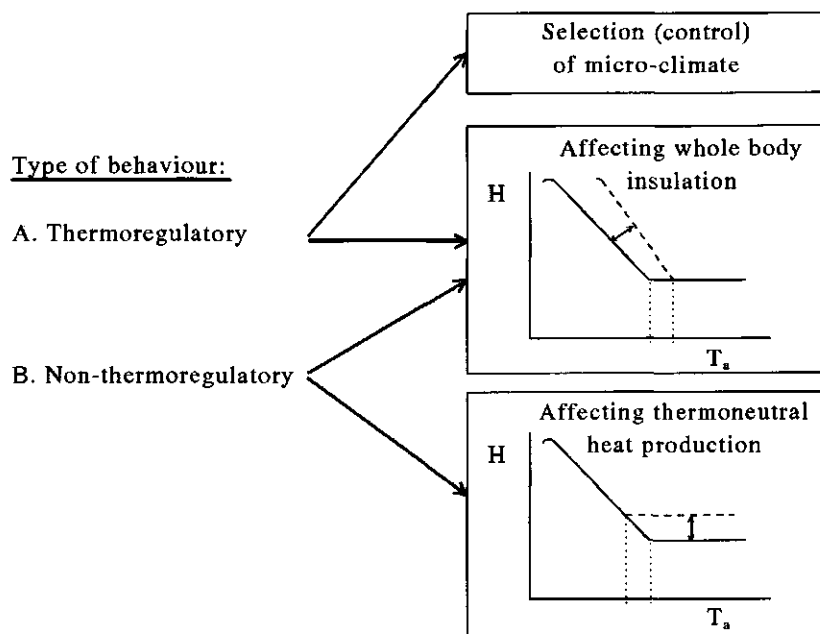 Selection (control)
of micro-climate
Type of behaviour:
A. Thermoregulatory
B. Non-thermoregulatory
Affecting whole body
insulation
H
Tₐ
Affecting thermoneutral
heat production
H
Tₐ